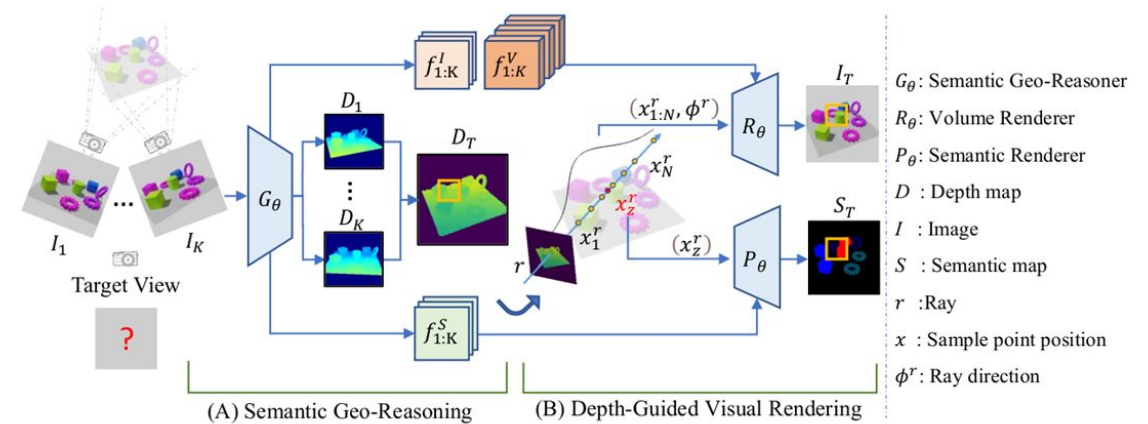 I_1
...
I_K
Target View
?
G_θ
D_1
⋮
D_K
D_T
f^I_{1:K}
f^V_{1:K}
f^S_{1:K}
(A) Semantic Geo-Reasoning
r
x^r_1
x^r_z
x^r_N
(x^r_{1:N}, ϕ^r)
(x^r_z)
R_θ
P_θ
I_T
S_T
(B) Depth-Guided Visual Rendering
G_θ: Semantic Geo-Reasoner
R_θ: Volume Renderer
P_θ: Semantic Renderer
D : Depth map
I : Image
S : Semantic map
r :Ray
x : Sample point position
ϕ^r: Ray direction